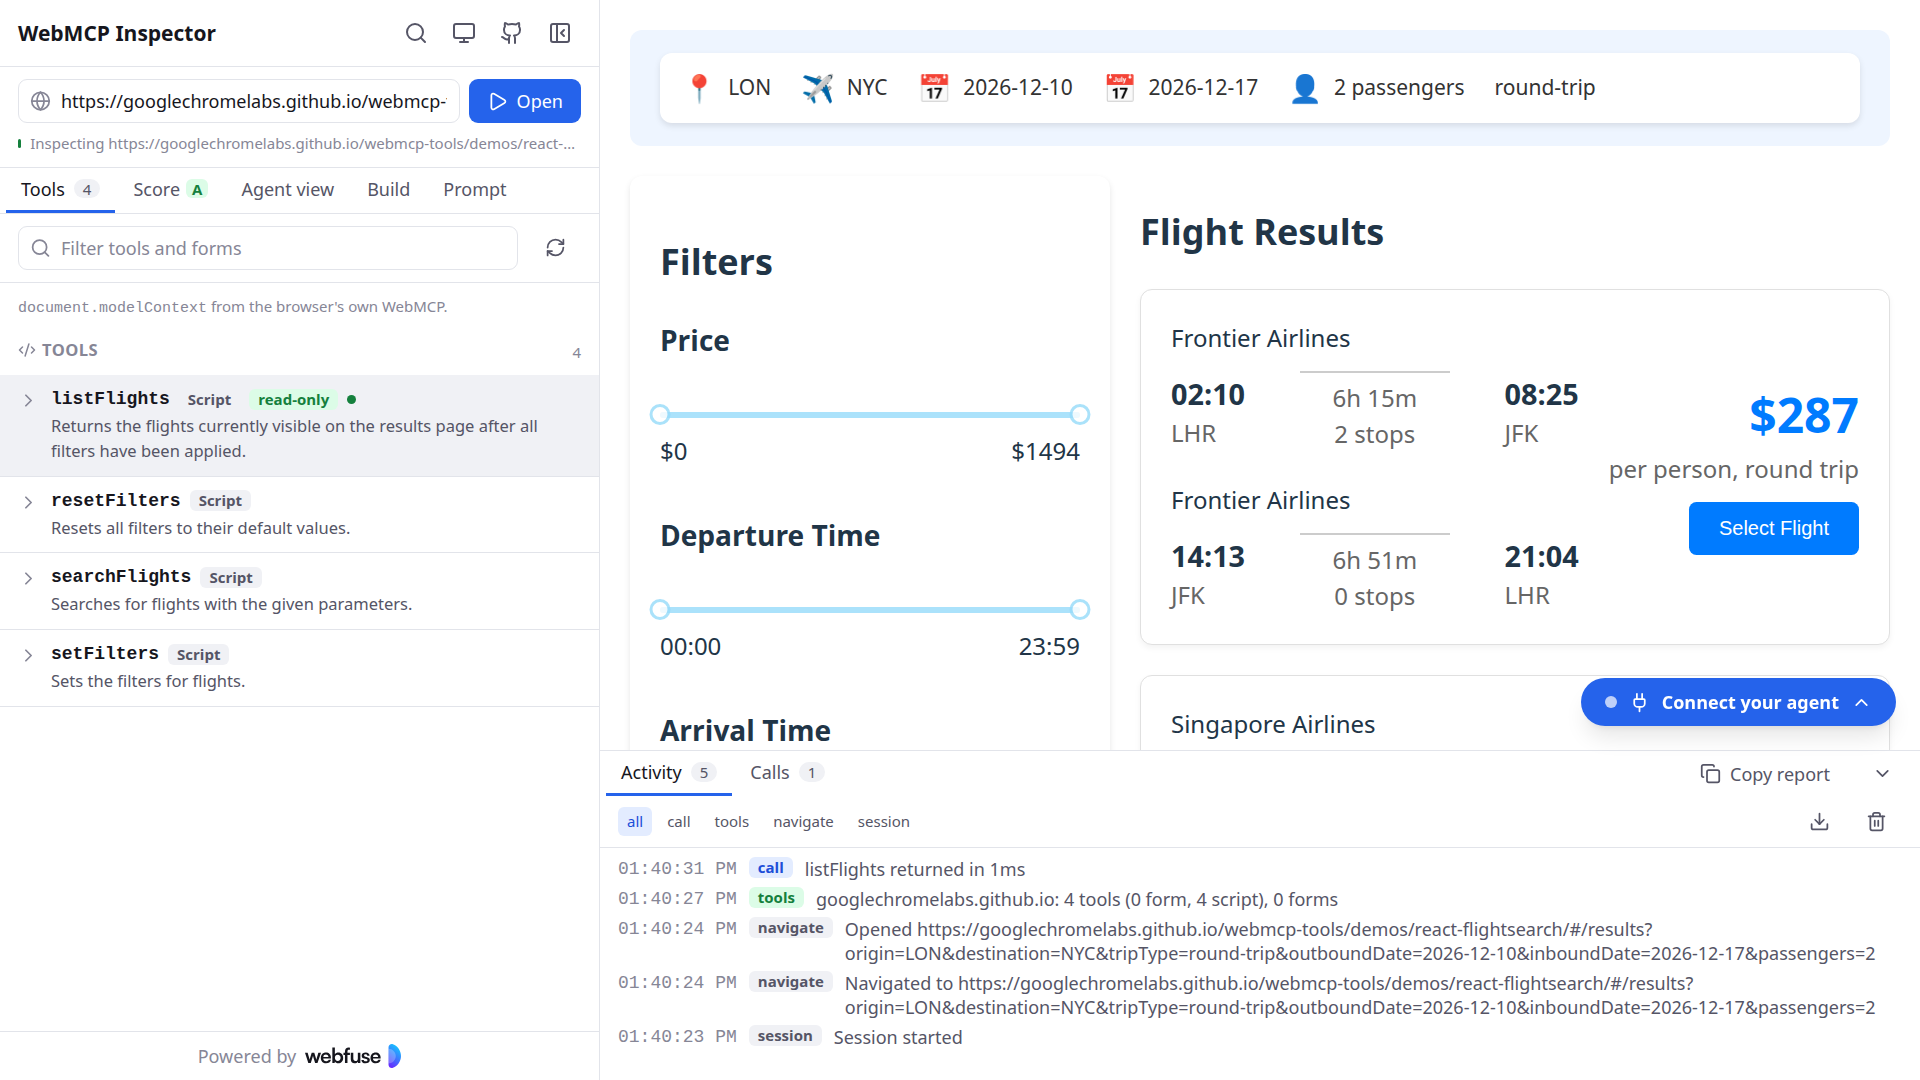 WebMCP Inspector
https://googlechromelabs.github.io/webmcp-
Open
Inspecting https://googlechromelabs.github.io/webmcp-tools/demos/react-...
Tools 4 Score A Agent view Build Prompt
Filter tools and forms
document.modelContext from the browser's own WebMCP.
TOOLS 4
listFlights Script read-only
Returns the flights currently visible on the results page after all
filters have been applied.
resetFilters Script
Resets all filters to their default values.
searchFlights Script
Searches for flights with the given parameters.
setFilters Script
Sets the filters for flights.
Powered by webfuse
LON NYC July 2026-12-10 July 2026-12-17 2 passengers round-trip
Filters
Price
$0 $1494
Departure Time
00:00 23:59
Arrival Time
Flight Results
Frontier Airlines
02:10 6h 15m 08:25
LHR 2 stops JFK
Frontier Airlines
14:13 6h 51m 21:04
JFK 0 stops LHR
$287
per person, round trip
Select Flight
Singapore Airlines
Connect your agent
Activity 5 Calls 1 Copy report
all call tools navigate session
01:40:31 PM call listFlights returned in 1ms
01:40:27 PM tools googlechromelabs.github.io: 4 tools (0 form, 4 script), 0 forms
01:40:24 PM navigate Opened https://googlechromelabs.github.io/webmcp-tools/demos/react-flightsearch/#/results?
origin=LON&destination=NYC&tripType=round-trip&outboundDate=2026-12-10&inboundDate=2026-12-17&passengers=2
01:40:24 PM navigate Navigated to https://googlechromelabs.github.io/webmcp-tools/demos/react-flightsearch/#/results?
origin=LON&destination=NYC&tripType=round-trip&outboundDate=2026-12-10&inboundDate=2026-12-17&passengers=2
01:40:23 PM session Session started